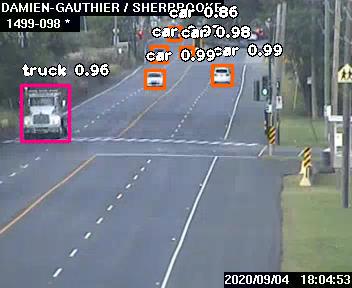 DAMIEN-GAUTHIER / SHERBROOKE
car 0.86
1499-098 *
car 0.98
car 0.99
car 0.99
truck 0.96
2020/09/04 18:04:53